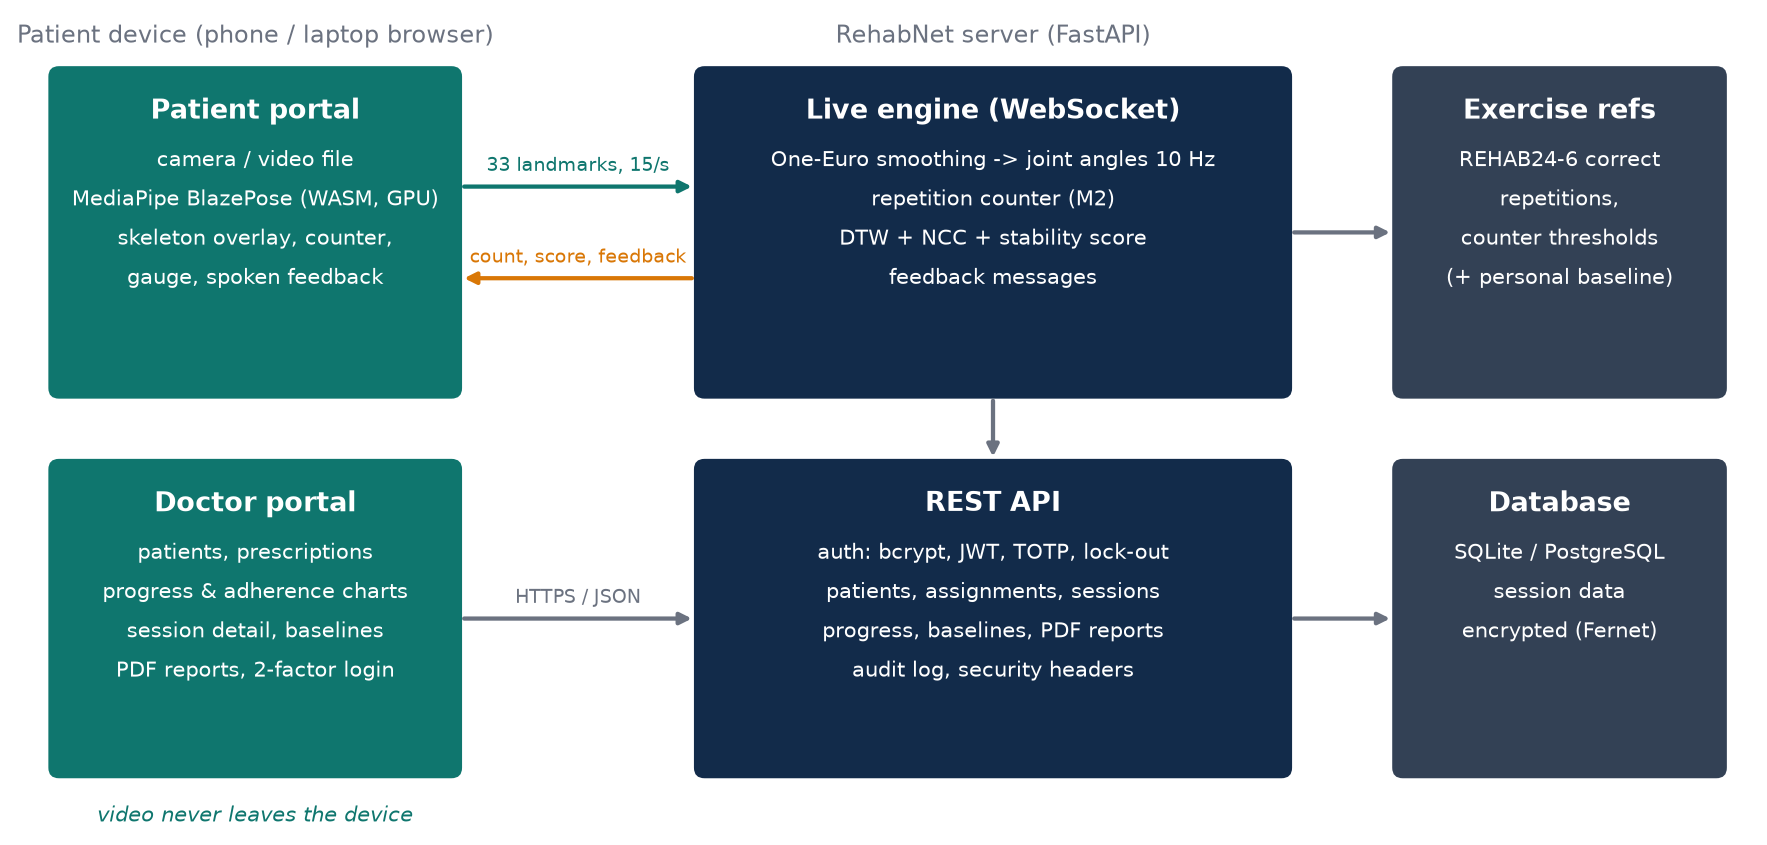 Patient device (phone / laptop browser)
RehabNet server (FastAPI)
Patient portal
camera / video file
MediaPipe BlazePose (WASM, GPU)
skeleton overlay, counter,
gauge, spoken feedback
33 landmarks, 15/s
count, score, feedback
Live engine (WebSocket)
One-Euro smoothing -> joint angles 10 Hz
repetition counter (M2)
DTW + NCC + stability score
feedback messages
Exercise refs
REHAB24-6 correct
repetitions,
counter thresholds
(+ personal baseline)
Doctor portal
patients, prescriptions
progress & adherence charts
session detail, baselines
PDF reports, 2-factor login
HTTPS / JSON
REST API
auth: bcrypt, JWT, TOTP, lock-out
patients, assignments, sessions
progress, baselines, PDF reports
audit log, security headers
Database
SQLite / PostgreSQL
session data
encrypted (Fernet)
video never leaves the device